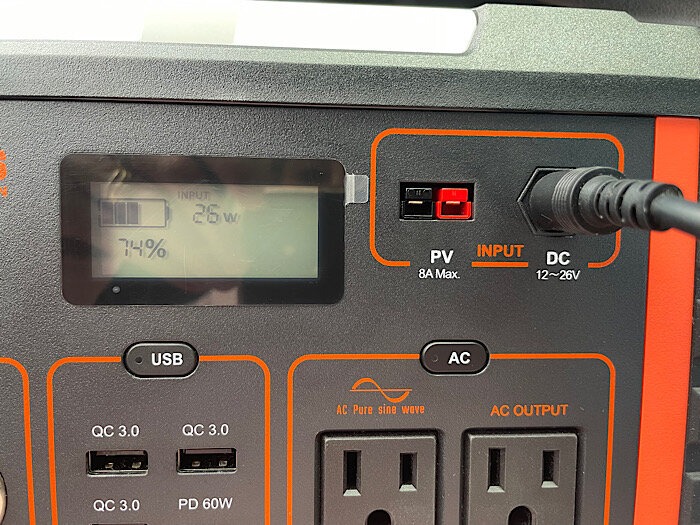 INPUT
26w
74%
PV
8A Max.
INPUT
DC
12～26V
USB
AC
QC 3.0
QC 3.0
QC 3.0
PD 60W
AC Pure sine wave
AC OUTPUT